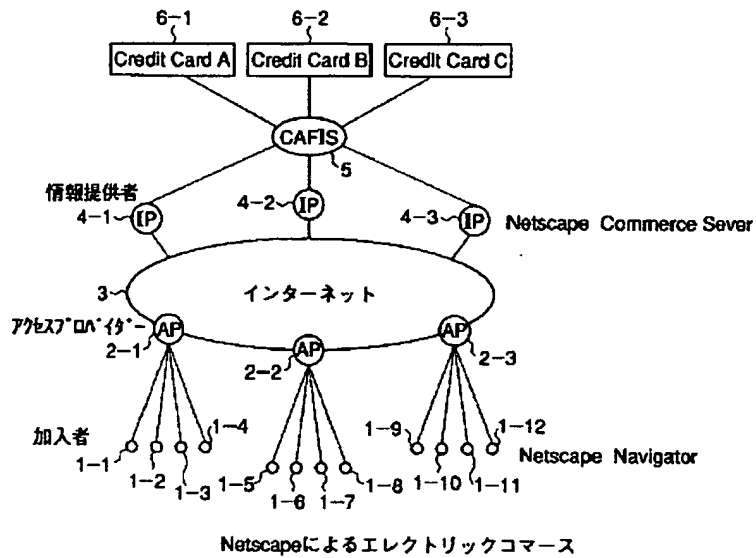 6-1
6-2
6-3
Credit Card A
Credit Card B
Credit Card C
CAFIS
5
情報提供者
4-1
IP
4-2
IP
4-3
IP
Netscape Commerce Sever
3
インターネット
アクセスプロバイダー
AP
2-1
AP
2-2
AP
2-3
加入者
1-1
1-2
1-3
1-4
1-5
1-6
1-7
1-8
1-9
1-10
1-11
1-12
Netscape Navigator
Netscapeによるエレクトリックコマース